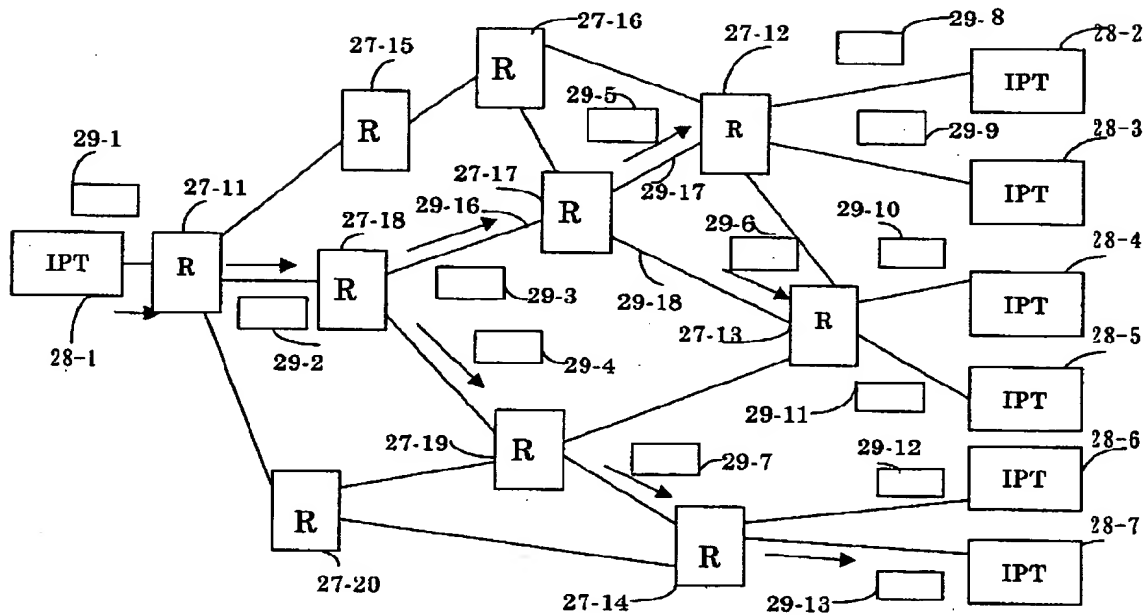 27-16
29-8
28-2
27-15
27-12
IPT
R
29-5
R
R
29-9
28-3
29-1
27-11
27-17
29-17
IPT
27-18
29-16
R
29-6
29-10
28-4
IPT
R
R
29-3
29-18
R
IPT
28-1
29-2
29-4
27-13
28-5
29-11
IPT
27-19
R
29-7
29-12
28-6
IPT
R
28-7
27-20
R
IPT
27-14
29-13